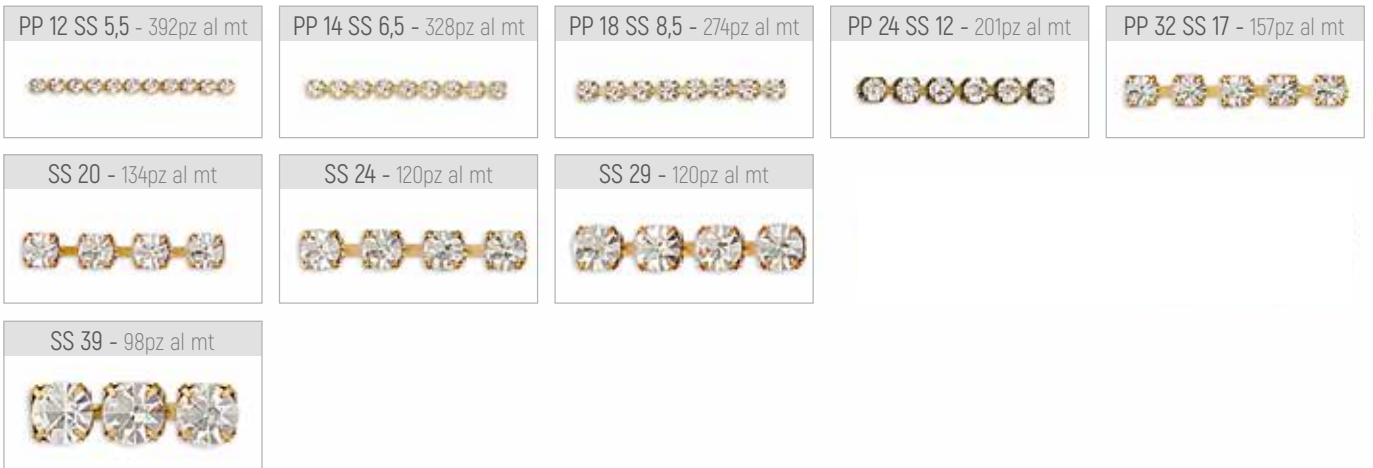 PP 12 SS 5,5 - 392pz al mt
PP 14 SS 6,5 - 328pz al mt
PP 18 SS 8,5 - 274pz al mt
PP 24 SS 12 - 201pz al mt
PP 32 SS 17 - 157pz al mt
SS 20 - 134pz al mt
SS 24 - 120pz al mt
SS 29 - 120pz al mt
SS 39 - 98pz al mt